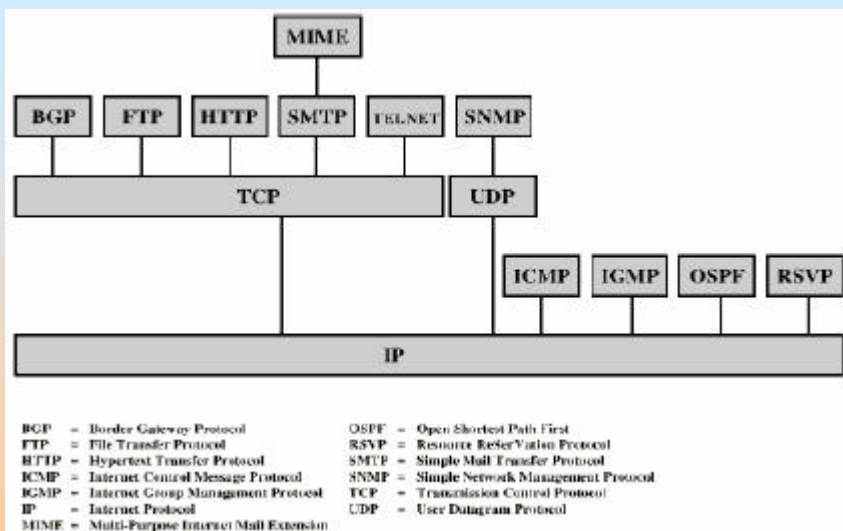 MIME
BGP FTP HTTP SMTP TELNET SNMP
TCP UDP
ICMP IGMP OSPF RSVP
IP
BGP = Border Gateway Protocol
FTP = File Transfer Protocol
HTTP = Hypertext Transfer Protocol
ICMP = Internet Control Message Protocol
IGMP = Internet Group Management Protocol
IP = Internet Protocol
MIME = Multi-Purpose Internet Mail Extension
OSPF = Open Shortest Path First
RSVP = Resource ReSerVation Protocol
SMTP = Simple Mail Transfer Protocol
SNMP = Simple Network Management Protocol
TCP = Transmission Control Protocol
UDP = User Datagram Protocol